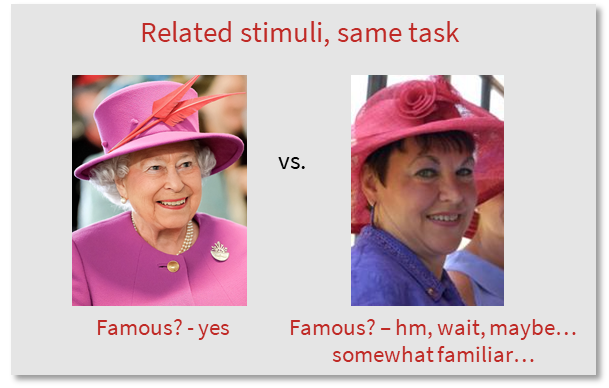 Related stimuli, same task
vs.
Famous? - yes
Famous? – hm, wait, maybe…
somewhat familiar…